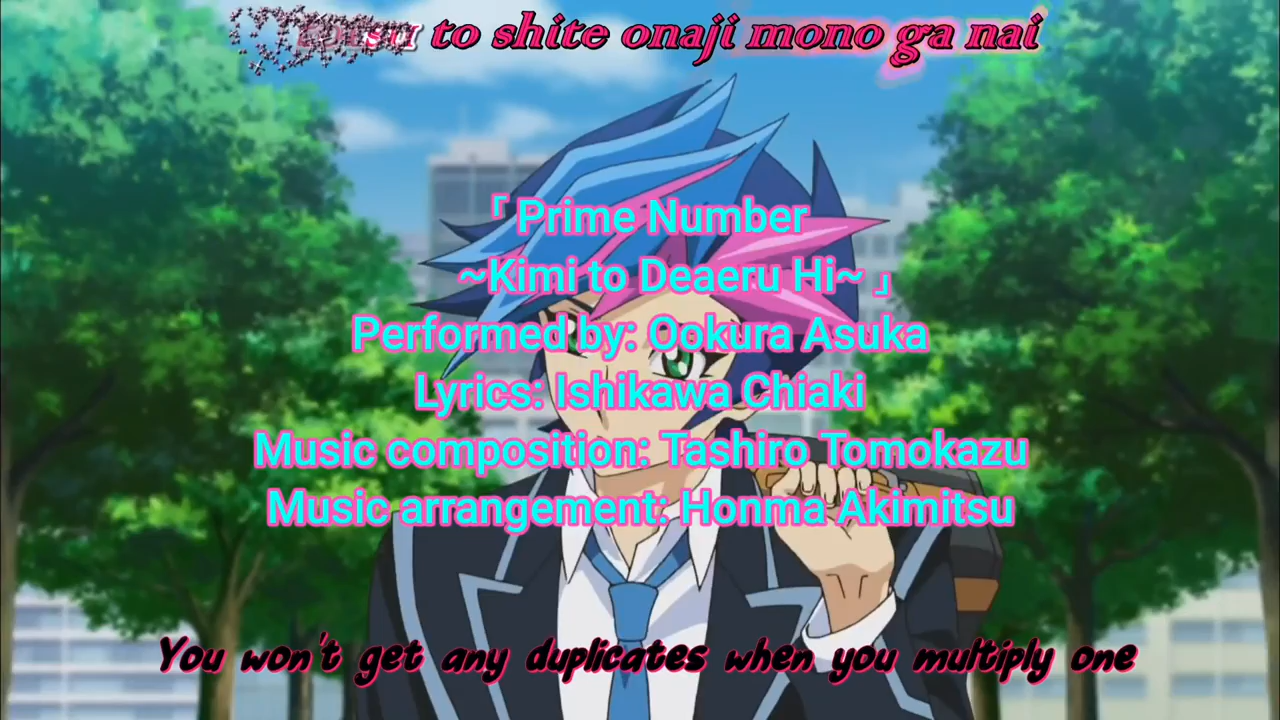 to shite onaji mono ga nai
「Prime Number
~Kimi to Deaeru Hi~」
Performed by: Ookura Asuka
Lyrics: Ishikawa Chiaki
Music composition: Tashiro Tomokazu
Music arrangement: Honma Akimitsu
You won't get any duplicates when you multiply one